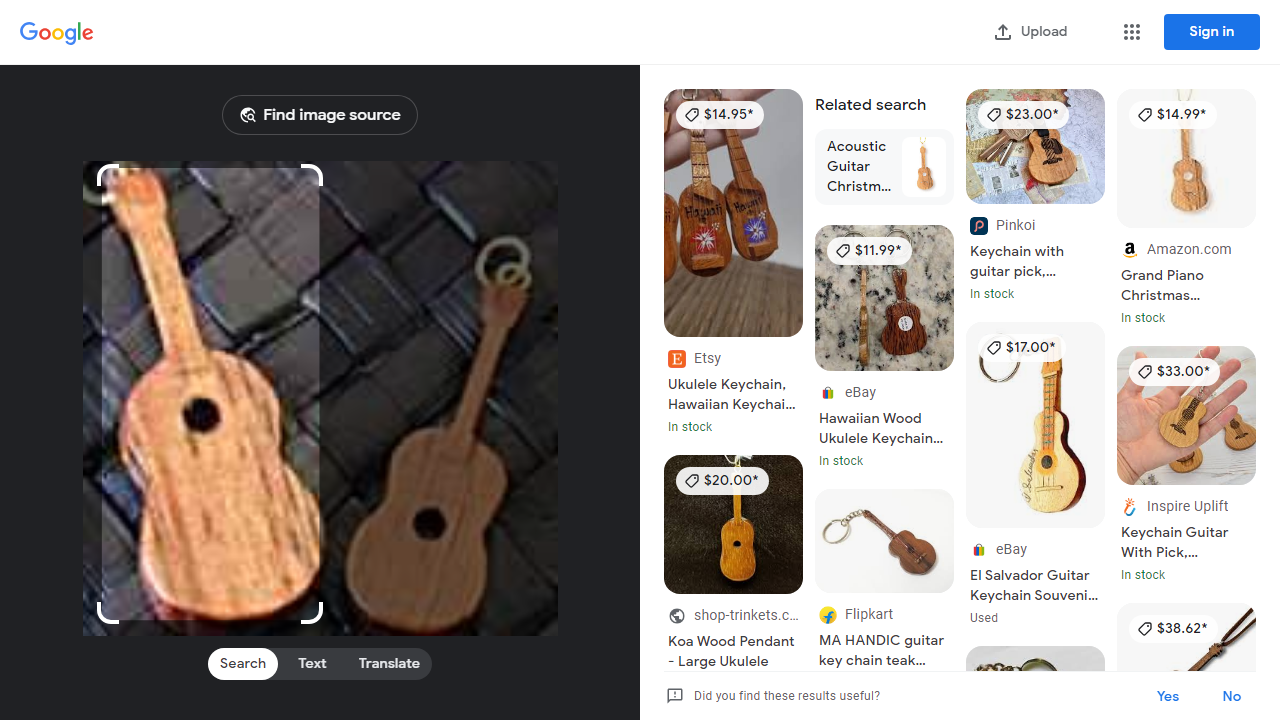 Google
Upload
Sign in
Find image source
Search
Text
Translate
$14.95*
Etsy
Ukulele Keychain,
Hawaiian Keychai...
In stock
$20.00*
shop-trinkets.c...
Koa Wood Pendant
- Large Ukulele
Related search
Acoustic
Guitar
Christm...
$11.99*
eBay
Hawaiian Wood
Ukulele Keychain...
In stock
Flipkart
MA HANDIC guitar
key chain teak...
$23.00*
Pinkoi
Keychain with
guitar pick,...
In stock
$17.00*
eBay
El Salvador Guitar
Keychain Souveni...
Used
$14.99*
Amazon.com
Grand Piano
Christmas...
In stock
$33.00*
Inspire Uplift
Keychain Guitar
With Pick,...
In stock
$38.62*
Did you find these results useful?
Yes
No